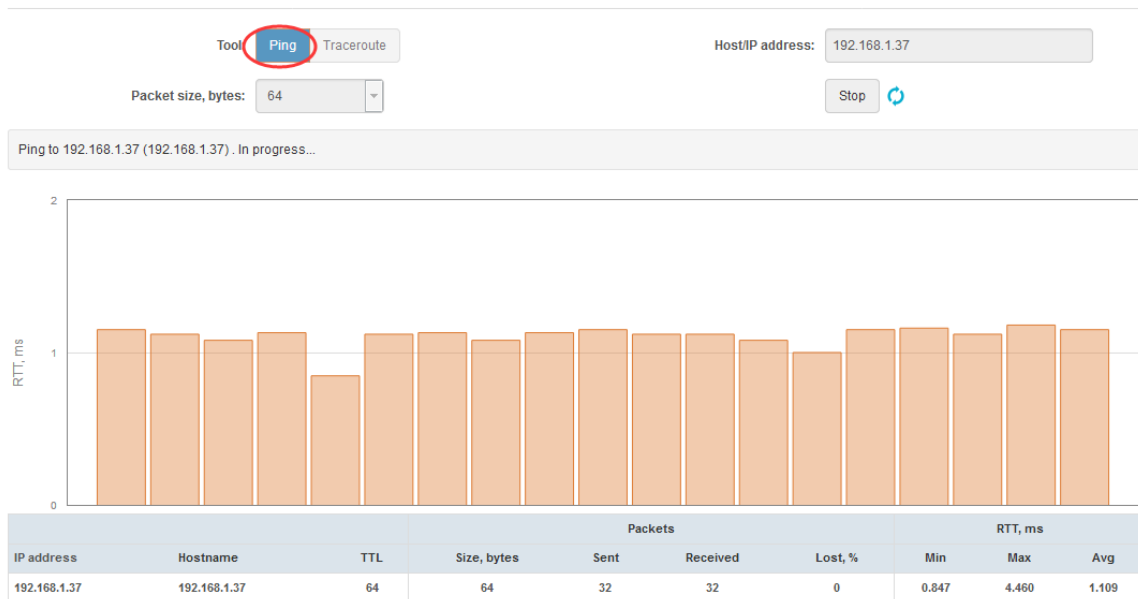 Tool Ping Traceroute Host/IP address: 192.168.1.37
Packet size, bytes: 64 Stop
Ping to 192.168.1.37 (192.168.1.37) . In progress...
2
1
0
RTT, ms
Packets RTT, ms
IP address Hostname TTL Size, bytes Sent Received Lost, % Min Max Avg
192.168.1.37 192.168.1.37 64 64 32 32 0 0.847 4.460 1.109